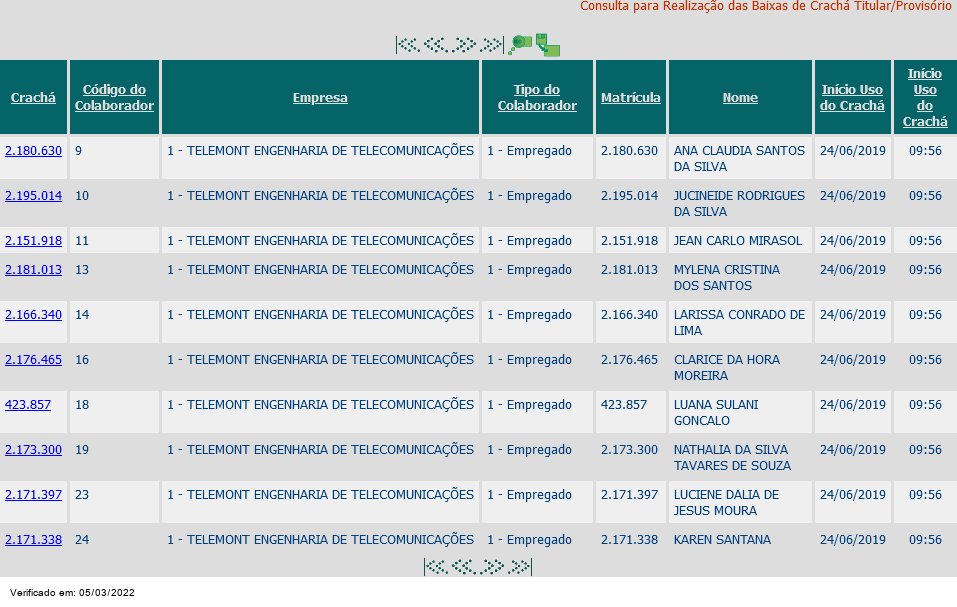 Consulta para Realização das Baixas de Crachá Titular/Provisório
Crachá Código do Colaborador Empresa Tipo do Colaborador Matrícula Nome Início Uso do Crachá Início Uso do Crachá
2.180.630 9 1 - TELEMONT ENGENHARIA DE TELECOMUNICAÇÕES 1 - Empregado 2.180.630 ANA CLAUDIA SANTOS 24/06/2019 09:56
DA SILVA
2.195.014 10 1 - TELEMONT ENGENHARIA DE TELECOMUNICAÇÕES 1 - Empregado 2.195.014 JUCINEIDE RODRIGUES 24/06/2019 09:56
DA SILVA
2.151.918 11 1 - TELEMONT ENGENHARIA DE TELECOMUNICAÇÕES 1 - Empregado 2.151.918 JEAN CARLO MIRASOL 24/06/2019 09:56
2.181.013 13 1 - TELEMONT ENGENHARIA DE TELECOMUNICAÇÕES 1 - Empregado 2.181.013 MYLENA CRISTINA 24/06/2019 09:56
DOS SANTOS
2.166.340 14 1 - TELEMONT ENGENHARIA DE TELECOMUNICAÇÕES 1 - Empregado 2.166.340 LARISSA CONRADO DE 24/06/2019 09:56
LIMA
2.176.465 16 1 - TELEMONT ENGENHARIA DE TELECOMUNICAÇÕES 1 - Empregado 2.176.465 CLARICE DA HORA 24/06/2019 09:56
MOREIRA
423.857 18 1 - TELEMONT ENGENHARIA DE TELECOMUNICAÇÕES 1 - Empregado 423.857 LUANA SULANI 24/06/2019 09:56
GONCALO
2.173.300 19 1 - TELEMONT ENGENHARIA DE TELECOMUNICAÇÕES 1 - Empregado 2.173.300 NATHALIA DA SILVA 24/06/2019 09:56
TAVARES DE SOUZA
2.171.397 23 1 - TELEMONT ENGENHARIA DE TELECOMUNICAÇÕES 1 - Empregado 2.171.397 LUCIENE DALIA DE 24/06/2019 09:56
JESUS MOURA
2.171.338 24 1 - TELEMONT ENGENHARIA DE TELECOMUNICAÇÕES 1 - Empregado 2.171.338 KAREN SANTANA 24/06/2019 09:56
Verificado em: 05/03/2022